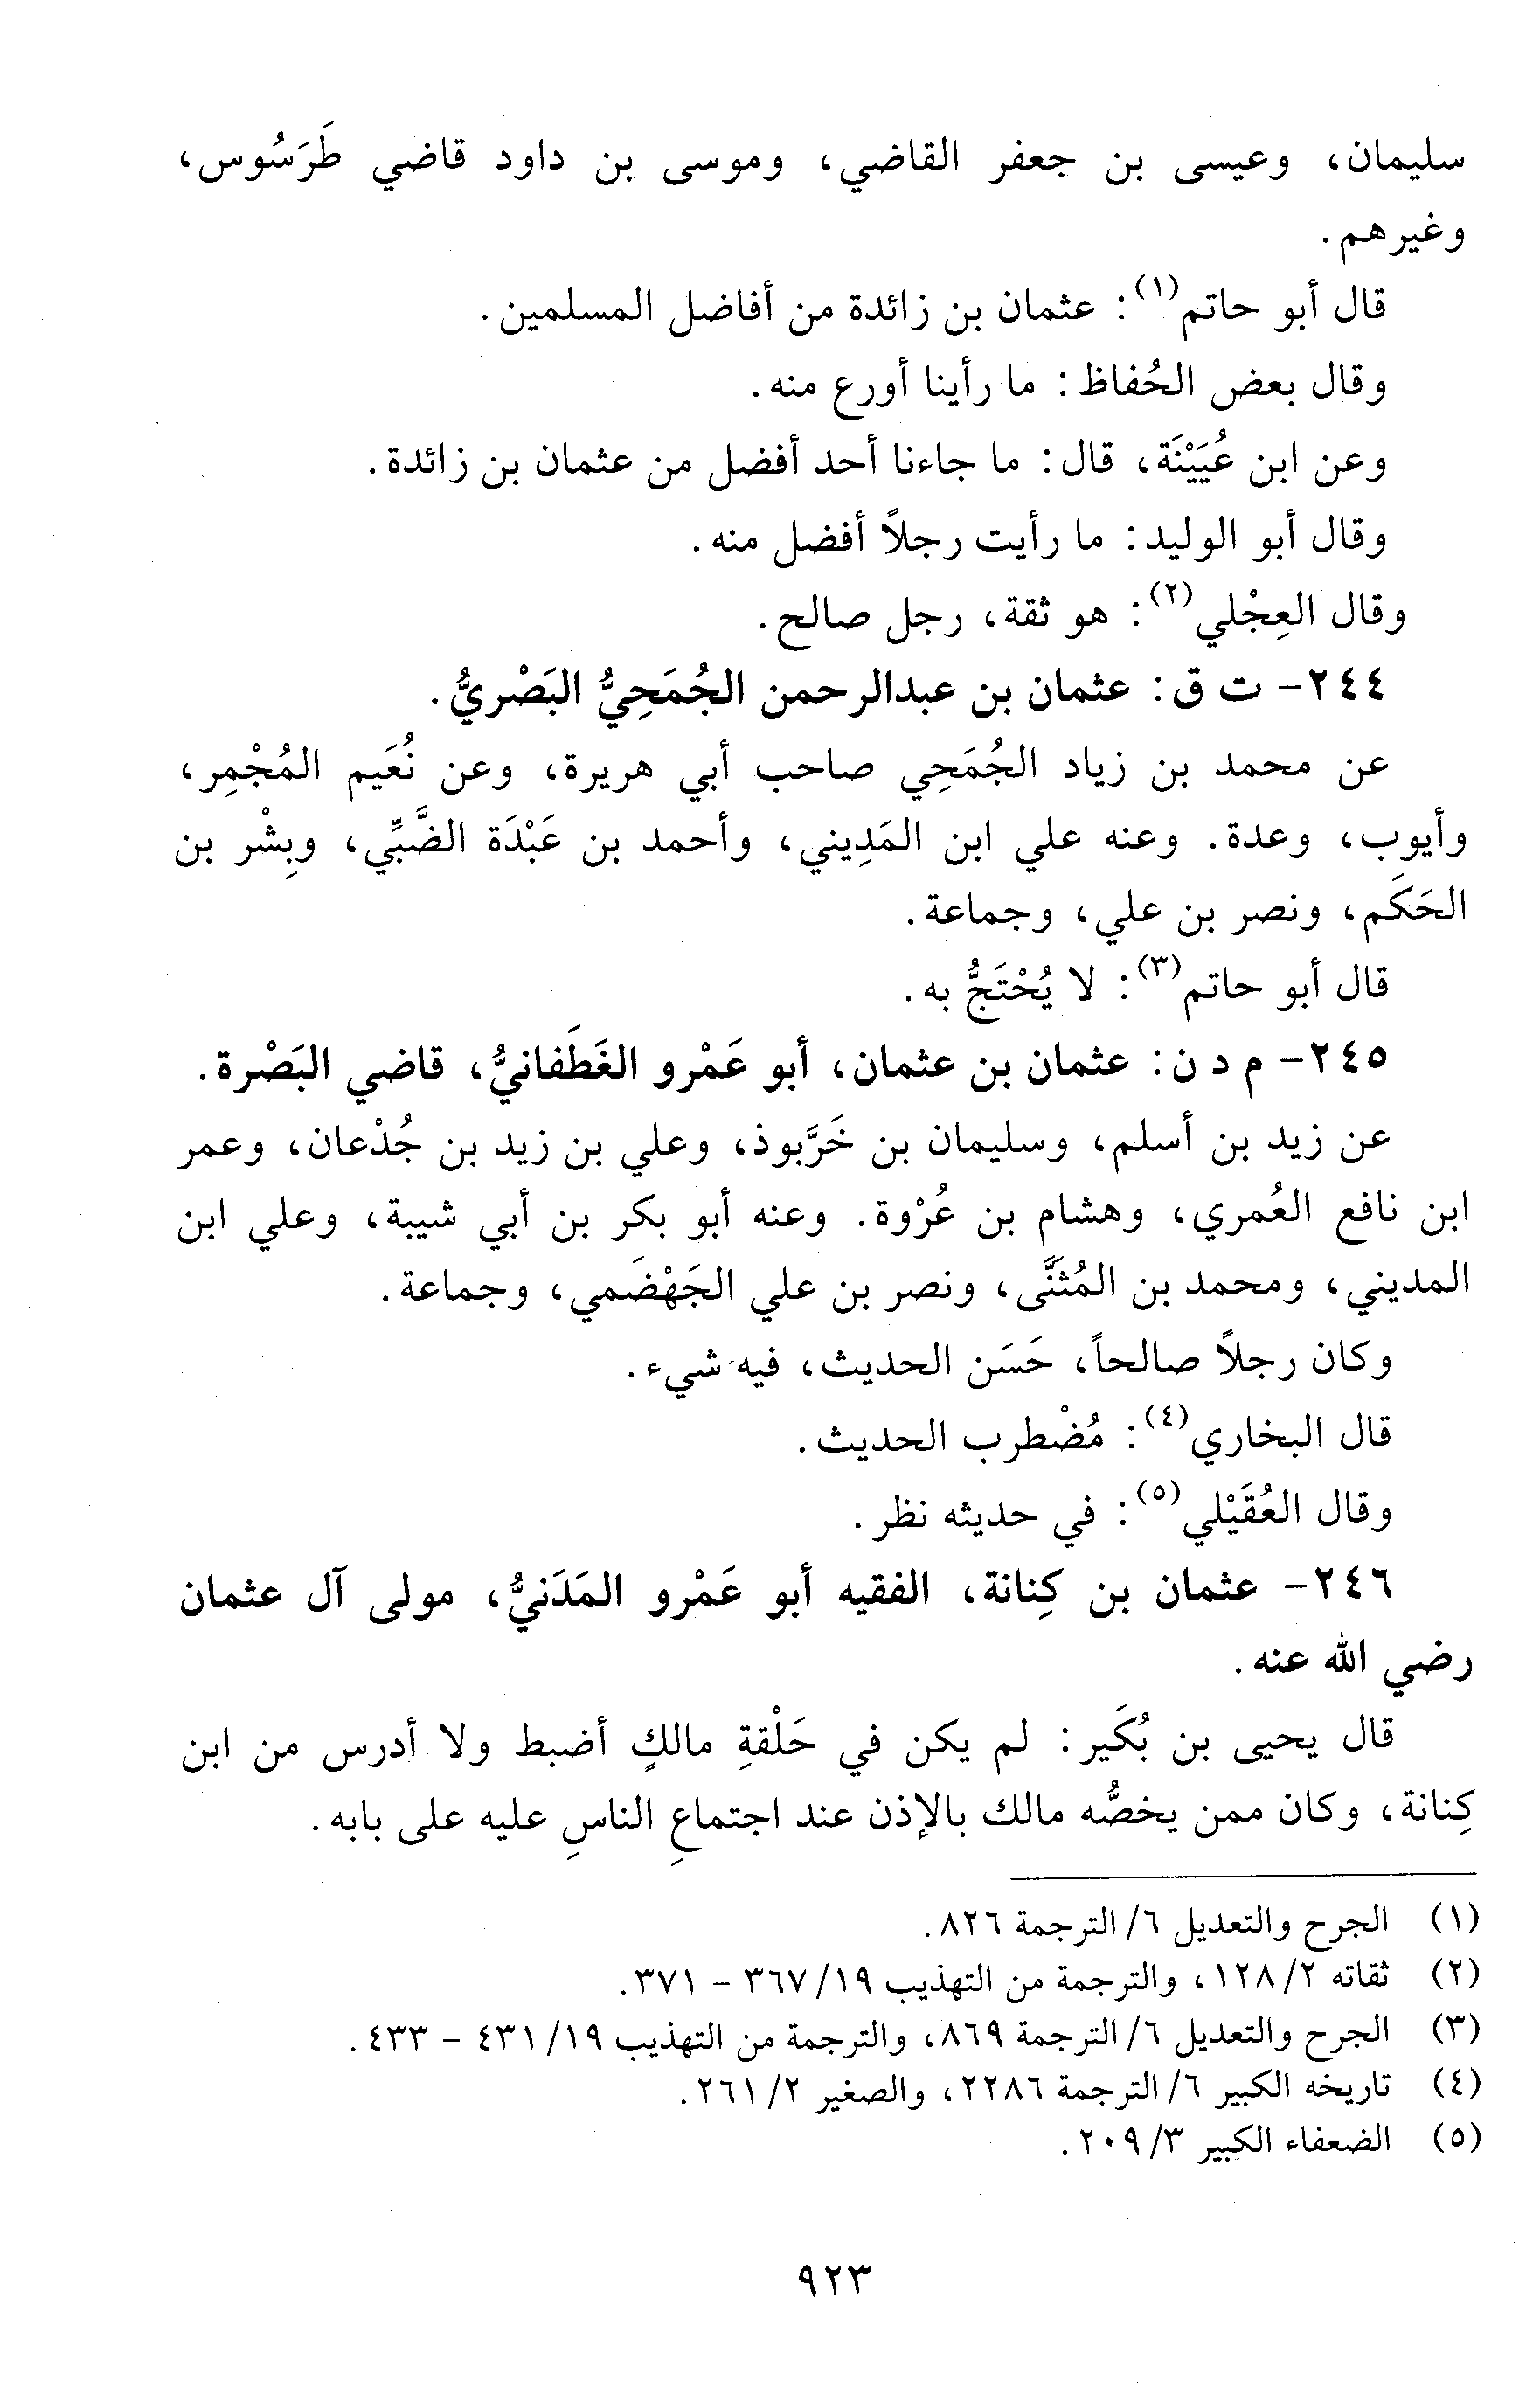 سليمان، وعيسى بن جعفر القاضي، وموسى بن داود قاضي طَرَسُوس،
وغيرهم.
قال أبو حاتم(١): عثمان بن زائدة من أفاضل المسلمين.
وقال بعض الحُفاظ: ما رأينا أورع منه.
وعن ابن عُيَيْنَة، قال: ما جاءنا أحد أفضل من عثمان بن زائدة.
وقال أبو الوليد: ما رأيت رجلاً أفضل منه.
وقال العِجْلي(٢): هو ثقة، رجل صالح.
٢٤٤- ت ق: عثمان بن عبدالرحمن الجُمَحِيُّ البَصْريُّ.
عن محمد بن زياد الجُمَحِي صاحب أبي هريرة، وعن نُعَيم المُجْمِر،
وأيوب، وعدة. وعنه علي ابن المَدِيني، وأحمد بن عَبْدَة الضَّبِّي، وبِشْر بن
الحَكَم، ونصر بن علي، وجماعة.
قال أبو حاتم(٣): لا يُحْتَجُّ به.
٢٤٥- م د ن: عثمان بن عثمان، أبو عَمْرو الغَطَفانيُّ، قاضي البَصْرة.
عن زيد بن أسلم، وسليمان بن خَرَّبوذ، وعلي بن زيد بن جُدْعان، وعمر
ابن نافع العُمري، وهشام بن عُرْوة. وعنه أبو بكر بن أبي شيبة، وعلي ابن
المديني، ومحمد بن المُثَنَّى، ونصر بن علي الجَهْضَمي، وجماعة.
وكان رجلاً صالحاً، حَسَن الحديث، فيه شيء.
قال البخاري(٤): مُضْطرب الحديث.
وقال العُقَيْلي(٥): في حديثه نظر.
٢٤٦- عثمان بن كِنانة، الفقيه أبو عَمْرو المَدَنيُّ، مولى آل عثمان
رضي الله عنه.
قال يحيى بن بُكَير: لم يكن في حَلْقةِ مالكٍ أضبط ولا أدرس من ابن
كِنانة، وكان ممن يخصُّه مالك بالإذن عند اجتماعِ الناسِ عليه على بابه.
(١) الجرح والتعديل ٦/ الترجمة ٨٢٦.
(٢) ثقاته ٢/ ١٢٨، والترجمة من التهذيب ١٩/ ٣٦٧ - ٣٧١.
(٣) الجرح والتعديل ٦/ الترجمة ٨٦٩، والترجمة من التهذيب ١٩/ ٤٣١ - ٤٣٣.
(٤) تاريخه الكبير ٦/ الترجمة ٢٢٨٦، والصغير ٢/ ٢٦١.
(٥) الضعفاء الكبير ٣/ ٢٠٩.
٩٢٣